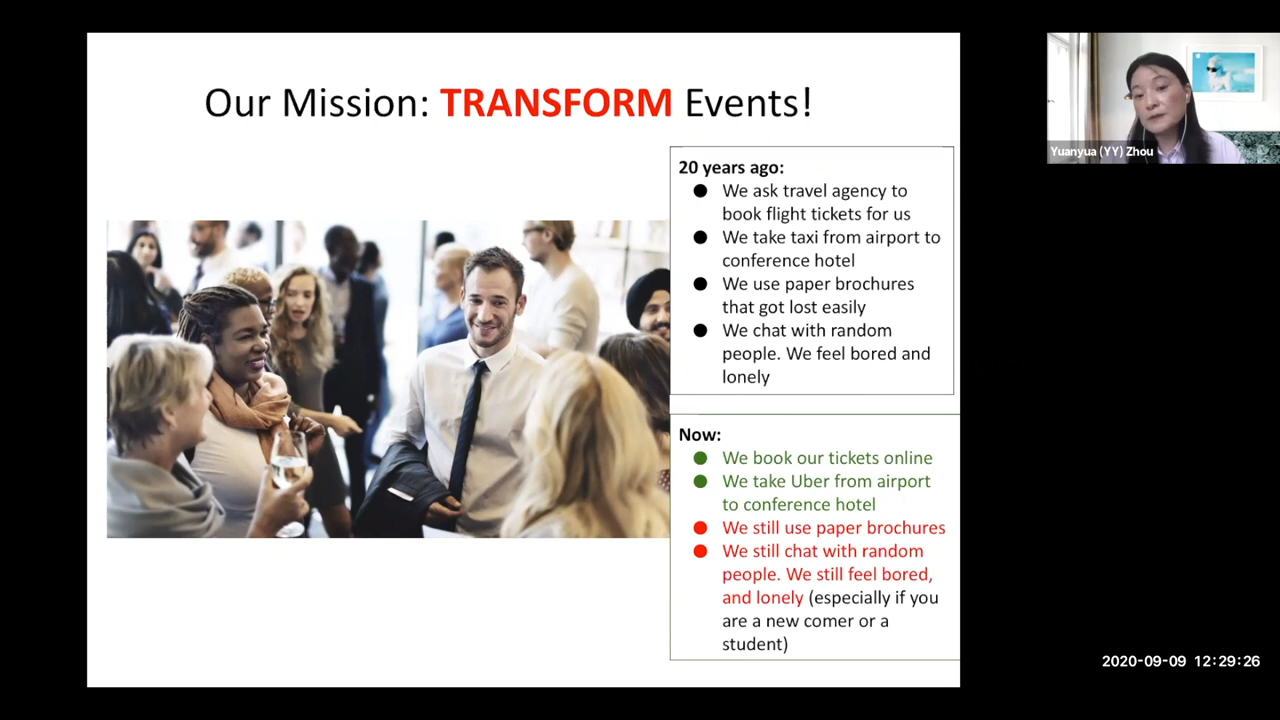 Our Mission: TRANSFORM Events!
20 years ago:
● We ask travel agency to
book flight tickets for us
● We take taxi from airport to
conference hotel
● We use paper brochures
that got lost easily
● We chat with random
people. We feel bored and
lonely
Now:
● We book our tickets online
● We take Uber from airport
to conference hotel
● We still use paper brochures
● We still chat with random
people. We still feel bored,
and lonely (especially if you
are a new comer or a
student)
Yuanyua (YY) Zhou
2020-09-09 12:29:26